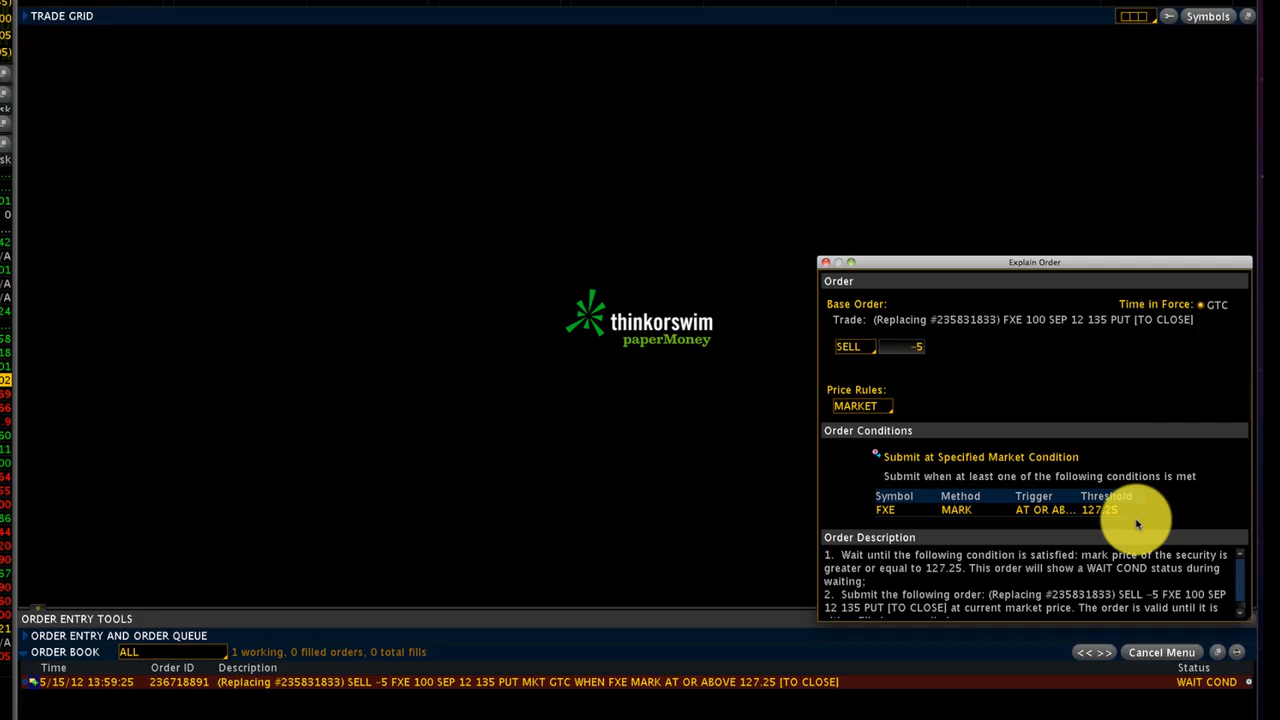 TRADE GRID
Symbols
thinkorswim
paperMoney
Explain Order
Order
Base Order:
Time in Force: GTC
Trade: (Replacing #235831833) FXE 100 SEP 12 135 PUT [TO CLOSE]
SELL -5
Price Rules:
MARKET
Order Conditions
Submit at Specified Market Condition
Submit when at least one of the following conditions is met
Symbol Method Trigger Threshold
FXE MARK AT OR AB... 127.25
Order Description
1. Wait until the following condition is satisfied: mark price of the security is
greater or equal to 127.25. This order will show a WAIT COND status during
waiting;
2. Submit the following order: (Replacing #235831833) SELL -5 FXE 100 SEP
12 135 PUT [TO CLOSE] at current market price. The order is valid until it is
ORDER ENTRY TOOLS
ORDER ENTRY AND ORDER QUEUE
ORDER BOOK ALL 1 working, 0 filled orders, 0 total fills
<< >> Cancel Menu
Time Order ID Description Status
5/15/12 13:59:25 236718891 (Replacing #235831833) SELL -5 FXE 100 SEP 12 135 PUT MKT GTC WHEN FXE MARK AT OR ABOVE 127.25 [TO CLOSE] WAIT COND